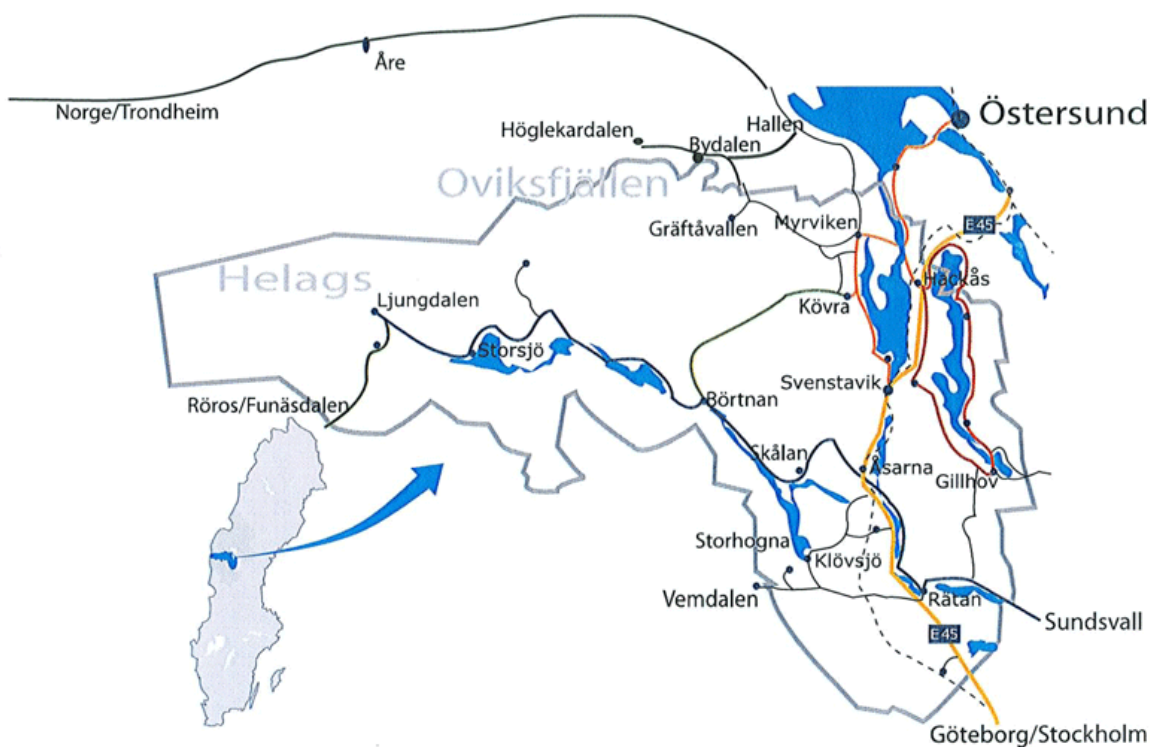 Åre
Norge/Trondheim
Östersund
Hallen
Höglekardalen
Bydalen
Oviksfjällen
Gräftåvallen
Myrviken
E45
Helags
Hackås
Ljungdalen
Kövra
Storsjö
Svenstavik
Röros/Funäsdalen
Börtnan
Skålan
Åsarna
Gillhov
Storhogna
Klövsjö
Vemdalen
Rätan
Sundsvall
E45
Göteborg/Stockholm